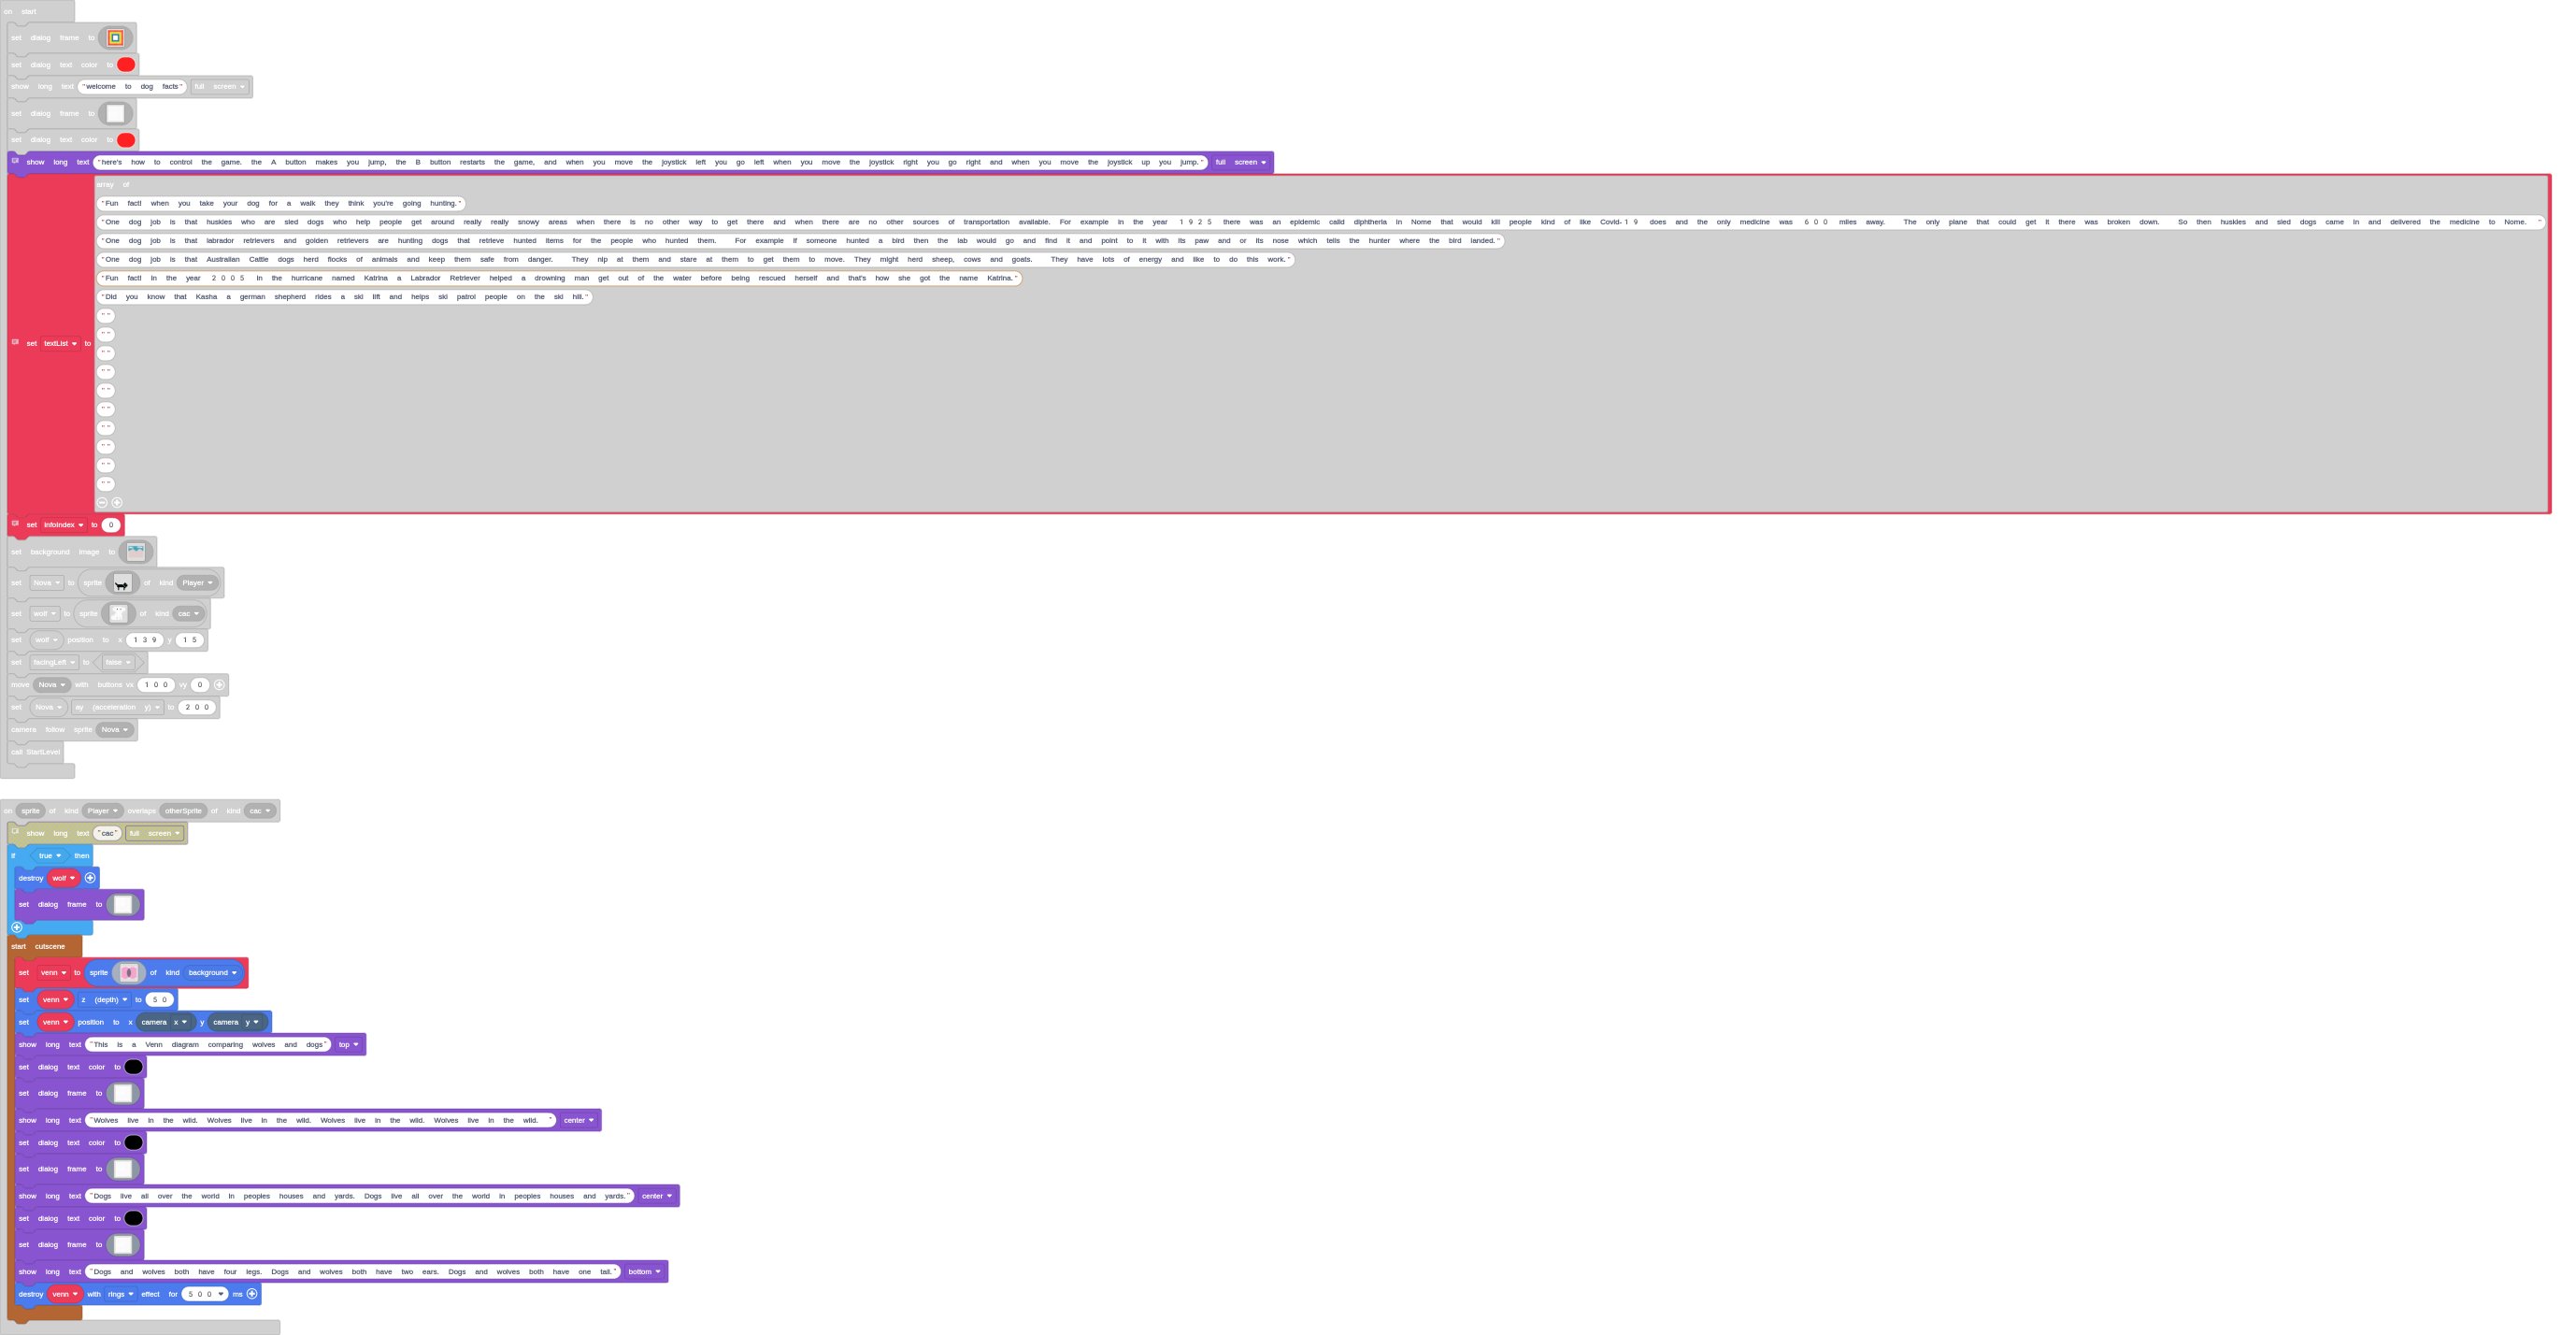 on start
set dialog frame to
set dialog text color to
show long text "welcome to dog facts" full screen
set dialog frame to
set dialog text color to
show long text "here's how to control the game. the A button makes you jump, the B button restarts the game, and when you move the joystick left you go left when you move the joystick right you go right and when you move the joystick up you jump." full screen
array of
"Fun fact! when you take your dog for a walk they think you're going hunting."
"One dog job is that huskies who are sled dogs who help people get around really really snowy areas when there is no other way to get there and when there are no other sources of transportation available. For example in the year 1925 there was an epidemic calld diphtheria in Nome that would kill people kind of like Covid-19 does and the only medicine was 600 miles away. The only plane that could get it there was broken down. So then huskies and sled dogs came in and delivered the medicine to Nome. "
"One dog job is that labrador retrievers and golden retrievers are hunting dogs that retrieve hunted items for the people who hunted them. For example if someone hunted a bird then the lab would go and find it and point to it with its paw and or its nose which tells the hunter where the bird landed."
"One dog job is that Australian Cattle dogs herd flocks of animals and keep them safe from danger. They nip at them and stare at them to get them to move. They might herd sheep, cows and goats. They have lots of energy and like to do this work."
"Fun fact! in the year 2005 in the hurricane named Katrina a Labrador Retriever helped a drowning man get out of the water before being rescued herself and that's how she got the name Katrina."
"Did you know that Kasha a german shepherd rides a ski lift and helps ski patrol people on the ski hill."
" "
" "
set textList to
" "
" "
" "
" "
" "
" "
" "
" "
set infoIndex to 0
set background image to
set Nova to sprite of kind Player
set wolf to sprite of kind cac
set wolf position to x 139 y 15
set facingLeft to false
move Nova with buttons vx 100 vy 0
set Nova ay (acceleration y) to 200
camera follow sprite Nova
call StartLevel
on sprite of kind Player overlaps otherSprite of kind cac
show long text "cac" full screen
if true then
destroy wolf
set dialog frame to
start cutscene
set venn to sprite of kind background
set venn z (depth) to 50
set venn position to x camera x y camera y
show long text "This is a Venn diagram comparing wolves and dogs" top
set dialog text color to
set dialog frame to
show long text "Wolves live in the wild. Wolves live in the wild. Wolves live in the wild. Wolves live in the wild. " center
set dialog text color to
set dialog frame to
show long text "Dogs live all over the world in peoples houses and yards. Dogs live all over the world in peoples houses and yards." center
set dialog text color to
set dialog frame to
show long text "Dogs and wolves both have four legs. Dogs and wolves both have two ears. Dogs and wolves both have one tail." bottom
destroy venn with rings effect for 500 ms